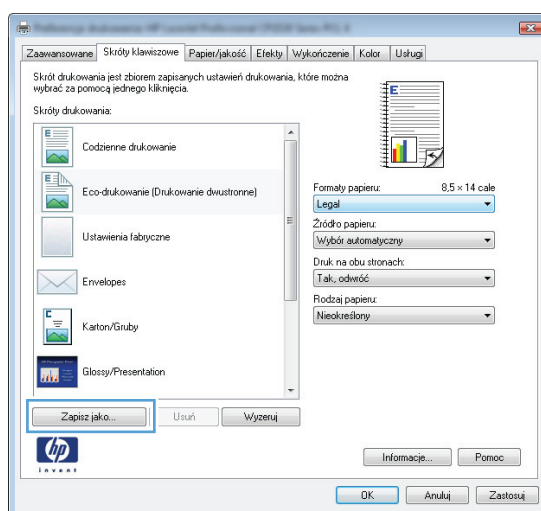 Zaawansowane Skróty klawiszowe Papier/jakość Efekty Wykończenie Kolor Usługi
Skrót drukowania jest zbiorem zapisanych ustawień drukowania, które można
wybrać za pomocą jednego kliknięcia.
Skróty drukowania:
Codzienne drukowanie
Eco-drukowanie (Drukowanie dwustronne)
Ustawienia fabryczne
Envelopes
Karton/Gruby
Glossy/Presentation
Formaty papieru: 8,5 × 14 cale
Legal
Źródło papieru:
Wybór automatyczny
Druk na obu stronach:
Tak, odwróć
Rodzaj papieru:
Nieokreślony
Zapisz jako... Usuń Wyzeruj
hp
invent
Informacje... Pomoc
OK Anuluj Zastosuj